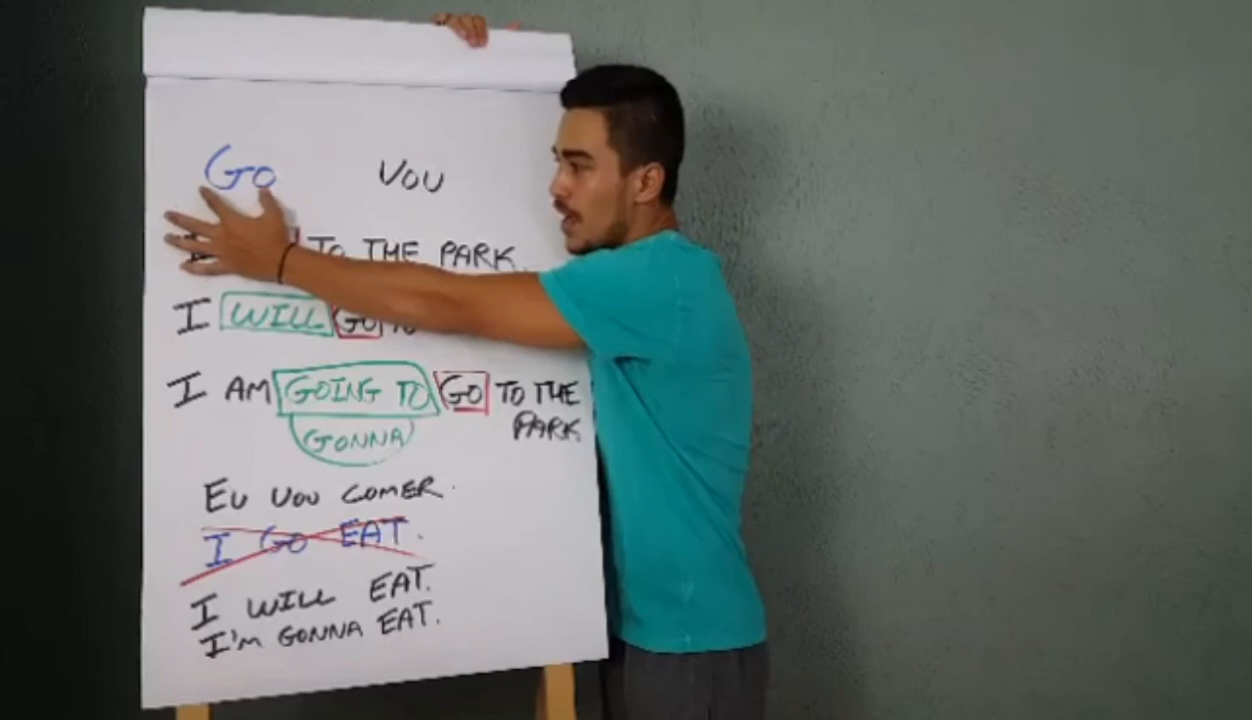 GO VOU
I TO THE PARK.
I WILL GO TO
I AM GOING TO GO TO THE
PARK
GONNA
EU VOU COMER.
I GO EAT.
I WILL EAT.
I'M GONNA EAT.